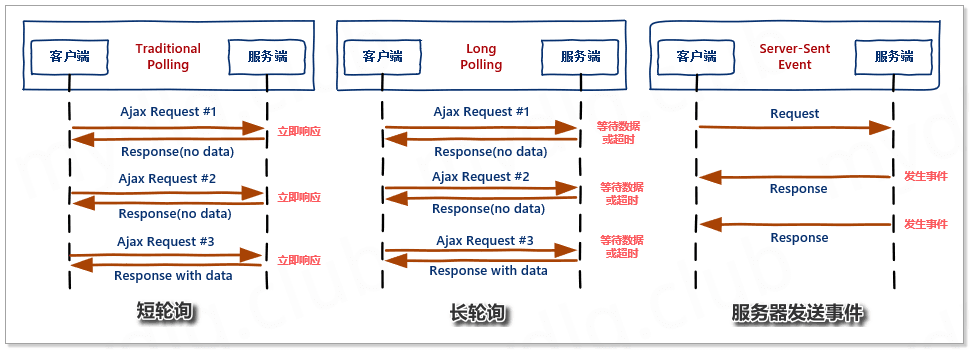 客户端
Traditional
Polling
服务端
Ajax Request #1
立即响应
Response(no data)
Ajax Request #2
立即响应
Response(no data)
Ajax Request #3
立即响应
Response with data
短轮询
客户端
Long
Polling
服务端
Ajax Request #1
等待数据
或超时
Response(no data)
Ajax Request #2
等待数据
或超时
Response(no data)
Ajax Request #3
等待数据
或超时
Response with data
长轮询
客户端
Server-Sent
Event
服务端
Request
发生事件
Response
发生事件
Response
服务器发送事件